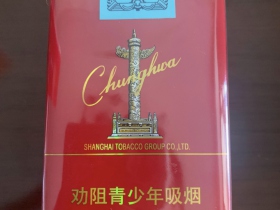 Chunghwa
SHANGHAI TOBACCO GROUP CO.,LTD.
劝阻青少年吸烟